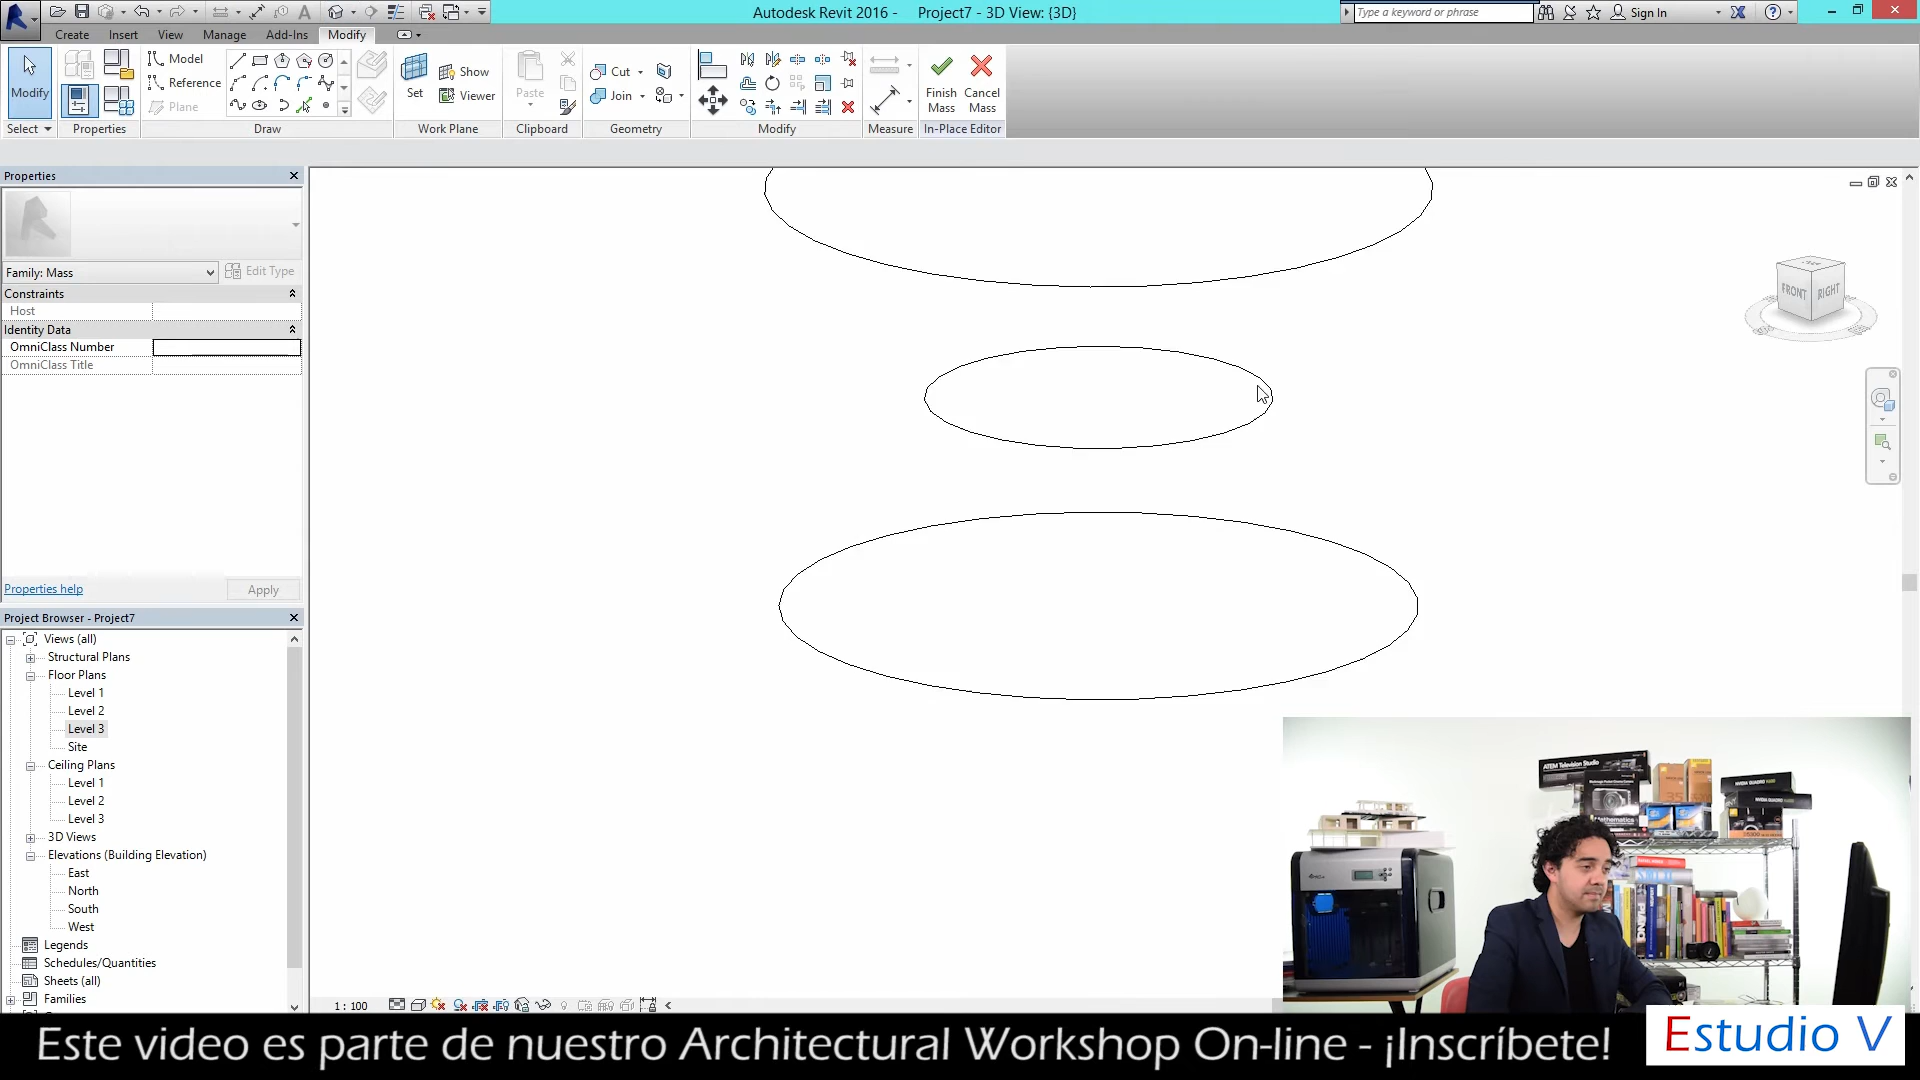 Autodesk Revit 2016 - Project7 - 3D View: {3D}
Type a keyword or phrase
Sign In
Create Insert View Manage Add-Ins Modify
Modify
Model
Reference
Plane
Set
Show
Viewer
Paste
Cut
Join
Finish Mass
Cancel Mass
Select Properties Draw Work Plane Clipboard Geometry Modify Measure In-Place Editor
Properties
Family: Mass
Edit Type
Constraints
Host
Identity Data
OmniClass Number
OmniClass Title
Properties help
Apply
Project Browser - Project7
Views (all)
Structural Plans
Floor Plans
Level 1
Level 2
Level 3
Site
Ceiling Plans
Level 1
Level 2
Level 3
3D Views
Elevations (Building Elevation)
East
North
South
West
Legends
Schedules/Quantities
Sheets (all)
Families
FRONT RIGHT
1 : 100
ATEM Television Studio
Mathematics
Este video es parte de nuestro Architectural Workshop On-line - ¡Inscríbete!
Estudio V